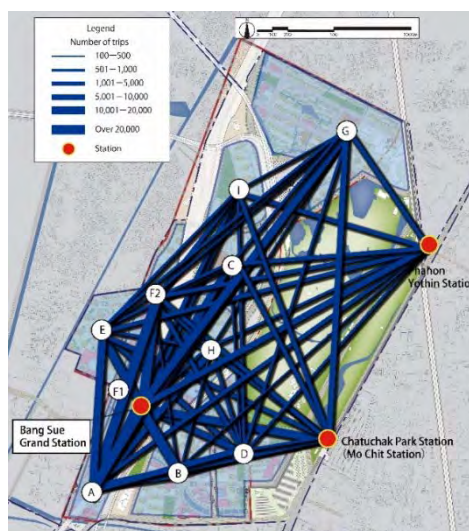 Legend
Number of trips
100—500
501—1,000
1,001—5,000
5,001—10,000
10,001—20,000
Over 20,000
Station
G
I
C
Yothin Station
F2
E
H
F1
Bang Sue
Grand Station
Chatuchak Park Station
(Mo Chit Station)
D
B
A